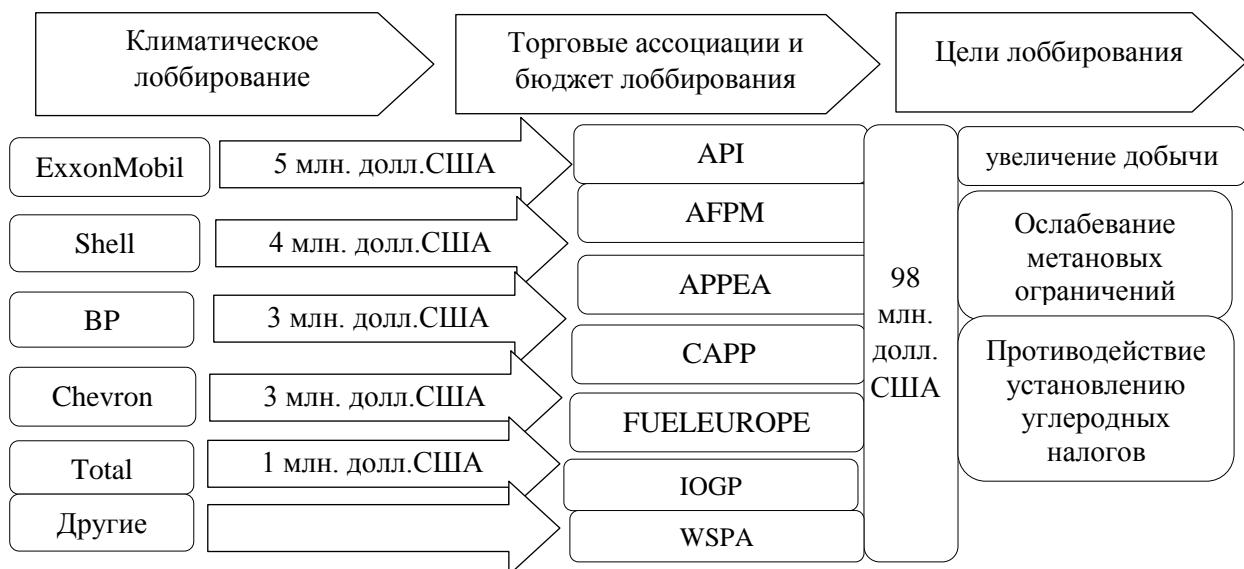 Климатическое
лоббирование
Торговые ассоциации и
бюджет лоббирования
Цели лоббирования
ExxonMobil
5 млн. долл.США
API
увеличение добычи
Shell
4 млн. долл.США
AFPM
Ослабевание
метановых
ограничений
BP
3 млн. долл.США
APPEA
98
млн.
долл.
США
CAPP
Противодействие
установлению
углеродных
налогов
Chevron
3 млн. долл.США
FUELEUROPE
Total
1 млн. долл.США
IOGP
Другие
WSPA